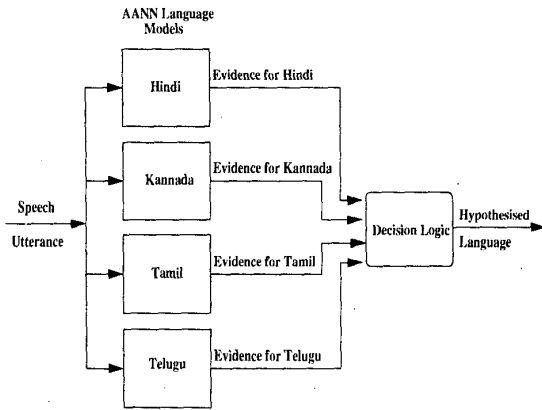 AANN Language
Models
Hindi
Evidence for Hindi
Kannada
Evidence for Kannada
Speech
Utterance
Tamil
Evidence for Tamil
Telugu
Evidence for Telugu
Decision Logic
Hypothesised
Language